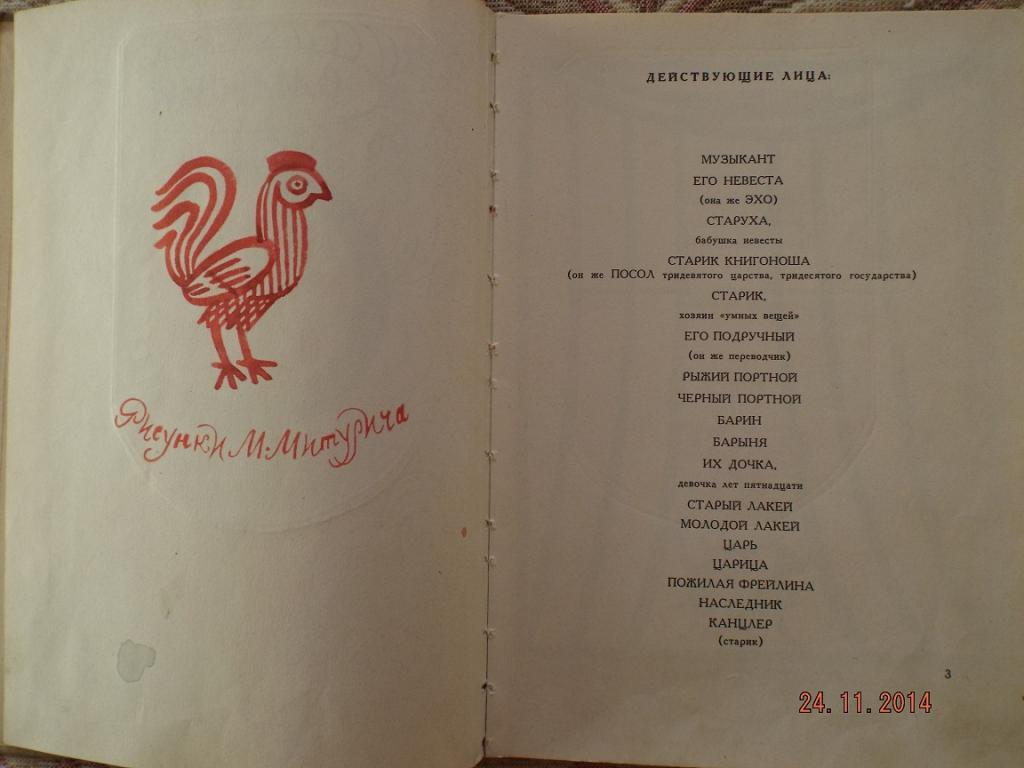 Рисунки М. Митурича
ДЕЙСТВУЮЩИЕ ЛИЦА:
МУЗЫКАНТ
ЕГО НЕВЕСТА
(она же ЭХО)
СТАРУХА,
бабушка невесты
СТАРИК КНИГОНОША
(он же ПОСОЛ тридевятого царства, тридесятого государства)
СТАРИК,
хозяин «умных вещей»
ЕГО ПОДРУЧНЫЙ
(он же переводчик)
РЫЖИЙ ПОРТНОЙ
ЧЕРНЫЙ ПОРТНОЙ
БАРИН
БАРЫНЯ
ИХ ДОЧКА,
девочка лет пятнадцати
СТАРЫЙ ЛАКЕЙ
МОЛОДОЙ ЛАКЕЙ
ЦАРЬ
ЦАРИЦА
ПОЖИЛАЯ ФРЕЙЛИНА
НАСЛЕДНИК
КАНЦЛЕР
(старик)
3
24.11.2014